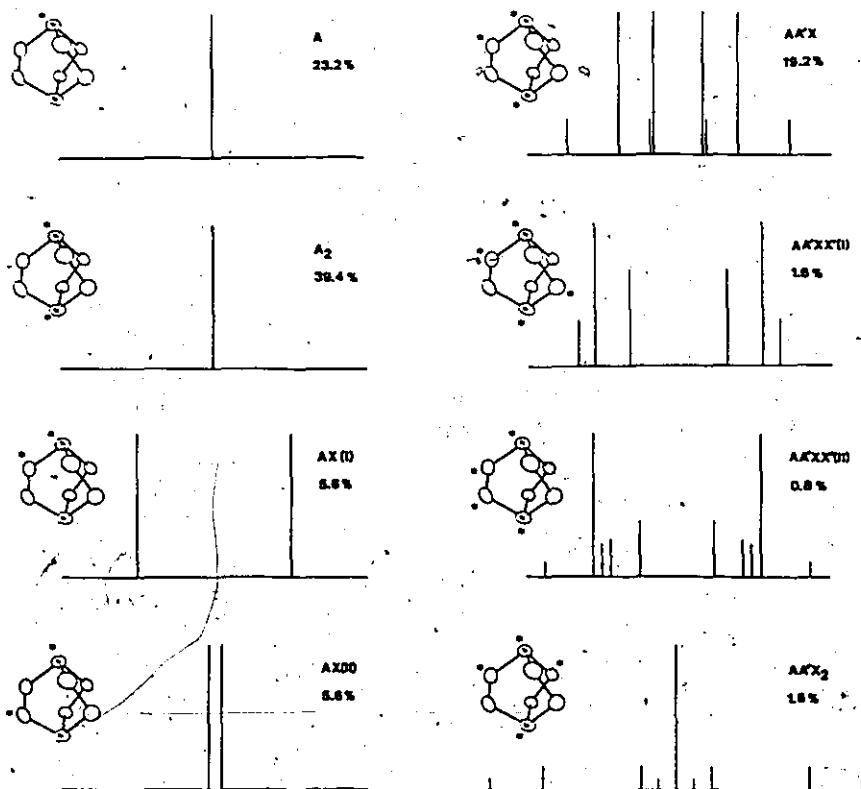 A
23.2%
A2
39.4%
AX(I)
5.6%
AX(II)
5.6%
AA'X
19.2%
AA'XX'(I)
1.6%
AA'XX'(II)
0.8%
AA'X2
1.6%